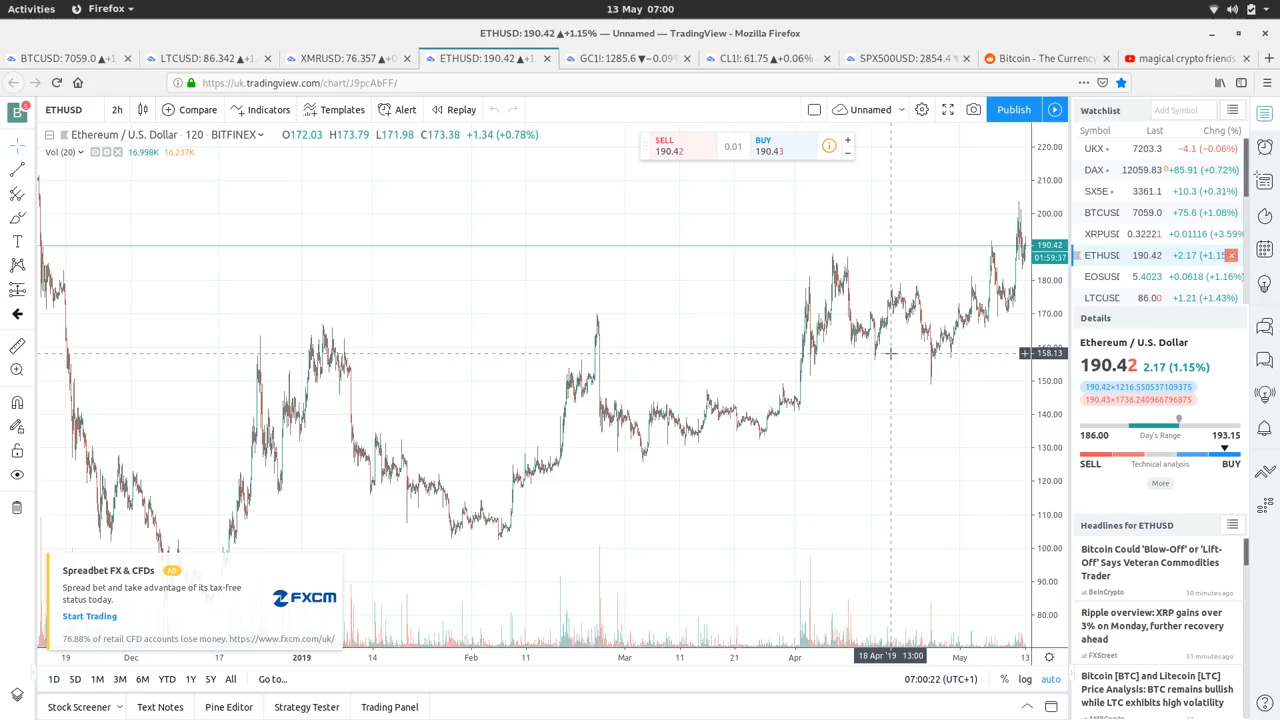 Activities Firefox 13 May 07:00
ETHUSD: 190.42 ▲+1.15% — Unnamed — TradingView - Mozilla Firefox
BTCUSD: 7059.0 ▲+1 LTCUSD: 86.342 ▲+1 XMRUSD: 76.357 ▲+0 ETHUSD: 190.42 ▲+1 GC1!: 1285.6▼−0.09% CL1!: 61.75▲+0.06% SPX500USD: 2854.4 Bitcoin - The Currency magical crypto friends
https://uk.tradingview.com/chart/J9pcAbFF/
ETHUSD 2h Compare Indicators Templates Alert Replay Unnamed Publish
Ethereum / U.S. Dollar · 120 · BITFINEX O172.03 H173.79 L171.98 C173.38 +1.34 (+0.78%)
Vol (20) 16.998K 16.237K
SELL
190.42
0.01
BUY
190.43
220.00
210.00
200.00
190.42
01:59:37
180.00
170.00
160.00
158.13
150.00
140.00
130.00
120.00
110.00
100.00
90.00
80.00
Spreadbet FX & CFDs Ad
Spread bet and take advantage of its tax-free
status today.
Start Trading
FXCM
76.88% of retail CFD accounts lose money. https://www.fxcm.com/uk/
19 Dec 17 2019 14 Feb 11 Mar 11 21 Apr 18 Apr '19 13:00 May 13
1D 5D 1M 3M 6M YTD 1Y 5Y All Go to... 07:00:22 (UTC+1) % log auto
Stock Screener Text Notes Pine Editor Strategy Tester Trading Panel
Watchlist Add Symbol
Symbol Last Chng (%)
UKX 7203.3 −4.1 (−0.06%)
DAX 12059.83 +85.91 (+0.72%)
SX5E 3361.1 +10.3 (+0.31%)
BTCUSD 7059.0 +75.6 (+1.08%)
XRPUSD 0.32221 +0.01116 (+3.59%
ETHUSD 190.42 +2.17 (+1.15
EOSUSD 5.4023 +0.0618 (+1.16%)
LTCUSD 86.00 +1.21 (+1.43%)
Details
Ethereum / U.S. Dollar
190.42 2.17 (1.15%)
190.42×1216.550537109375
190.43×1736.240966796875
186.00 Day's Range 193.15
SELL Technical analysis BUY
More
Headlines for ETHUSD
Bitcoin Could 'Blow-Off' or 'Lift-
Off' Says Veteran Commodities
Trader
at BeInCrypto 30 minutes ago
Ripple overview: XRP gains over
3% on Monday, further recovery
ahead
at FXStreet 31 minutes ago
Bitcoin [BTC] and Litecoin [LTC]
Price Analysis: BTC remains bullish
while LTC exhibits high volatility